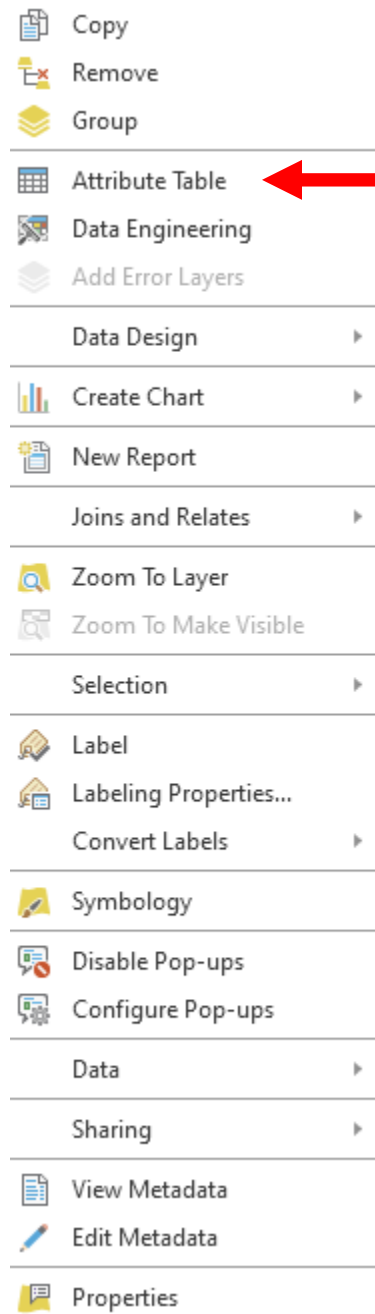 Copy
Remove
Group
Attribute Table
Data Engineering
Add Error Layers
Data Design
Create Chart
New Report
Joins and Relates
Zoom To Layer
Zoom To Make Visible
Selection
Label
Labeling Properties...
Convert Labels
Symbology
Disable Pop-ups
Configure Pop-ups
Data
Sharing
View Metadata
Edit Metadata
Properties